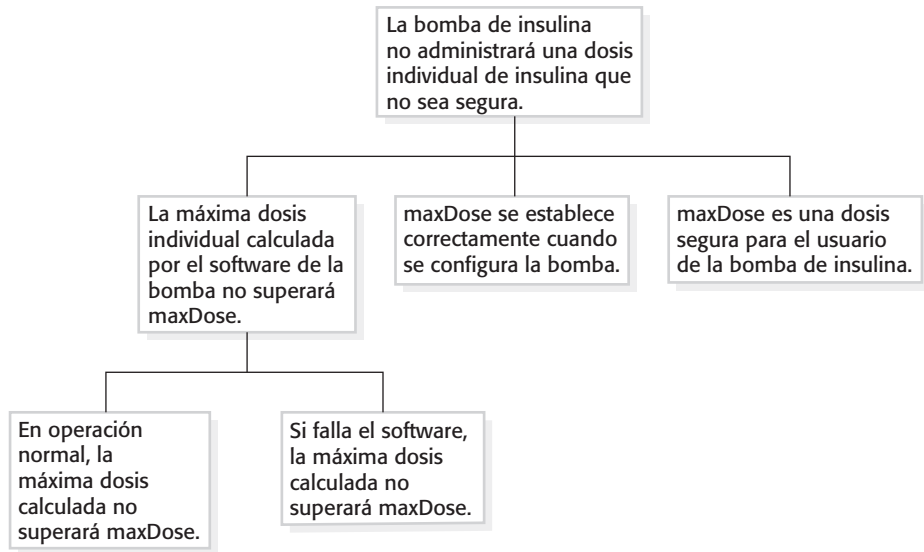 La bomba de insulina
no administrará una dosis
individual de insulina que
no sea segura.
La máxima dosis
individual calculada
por el software de la
bomba no superará
maxDose.
maxDose se establece
correctamente cuando
se configura la bomba.
maxDose es una dosis
segura para el usuario
de la bomba de insulina.
En operación
normal, la
máxima dosis
calculada no
superará maxDose.
Si falla el software,
la máxima dosis
calculada no
superará maxDose.